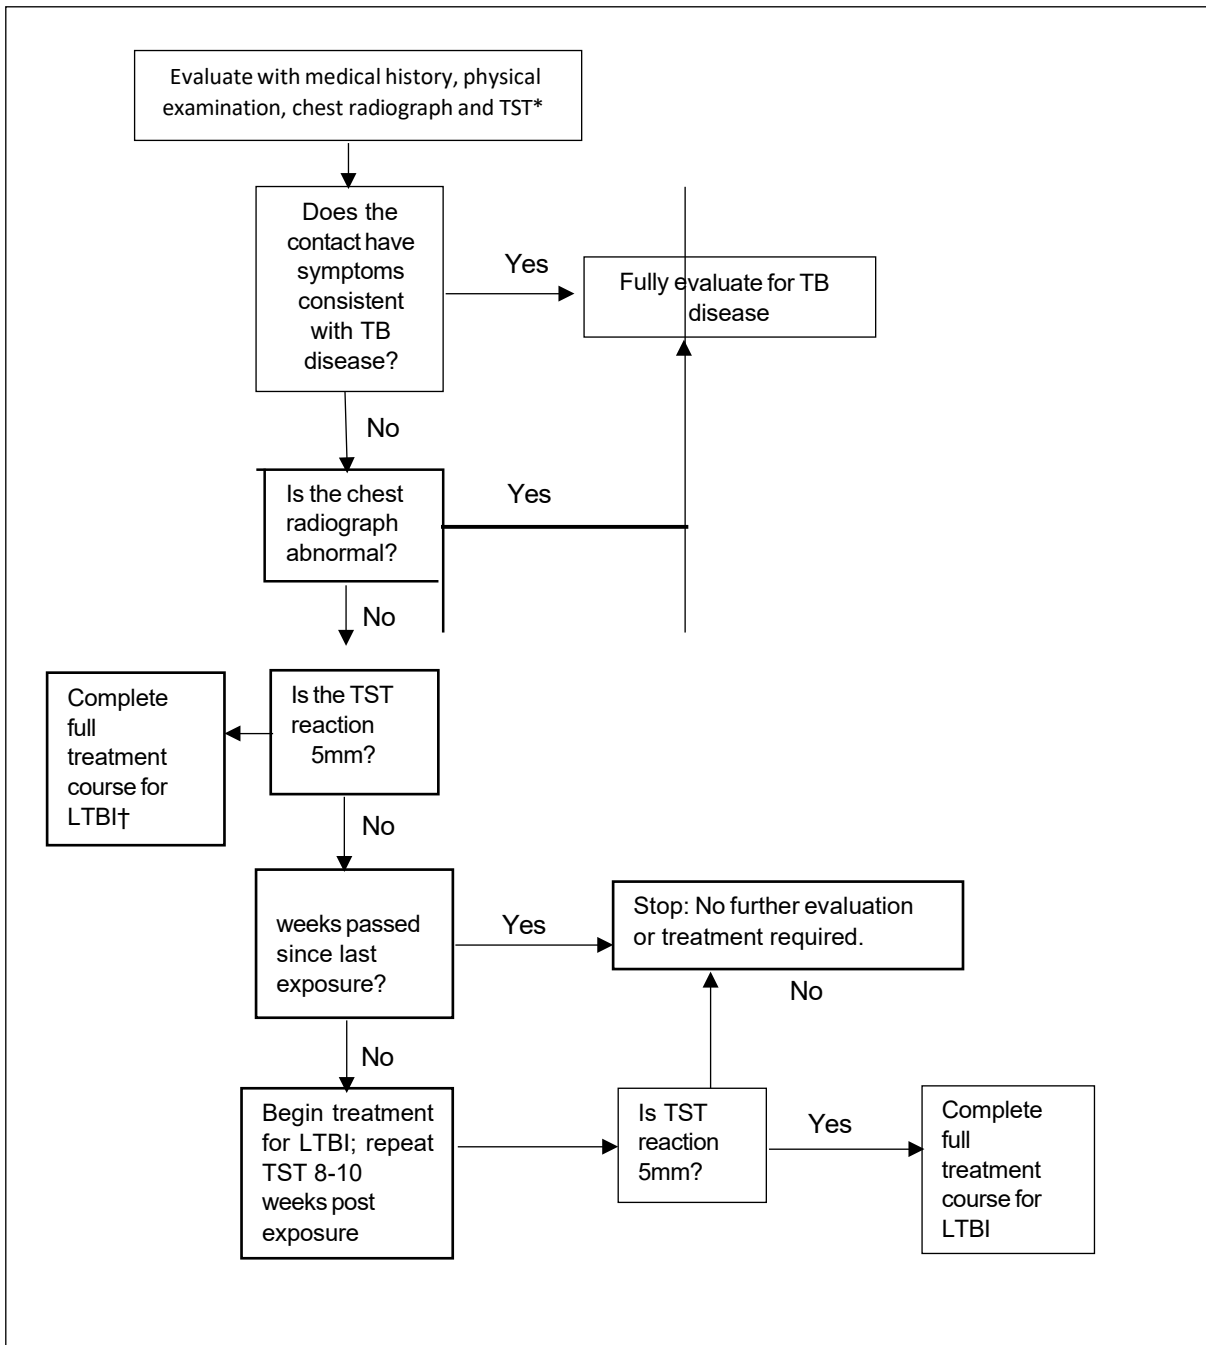 Evaluate with medical history, physical
examination, chest radiograph and TST*
Does the
contact have
symptoms
consistent
with TB
disease?
Yes
Fully evaluate for TB
disease
No
Is the chest
radiograph
abnormal?
Yes
No
Complete
full
treatment
course for
LTBI†
Is the TST
reaction
5mm?
No
weeks passed
since last
exposure?
Yes
Stop: No further evaluation
or treatment required.
No
No
Begin treatment
for LTBI; repeat
TST 8-10
weeks post
exposure
Is TST
reaction
5mm?
Yes
Complete
full
treatment
course for
LTBI